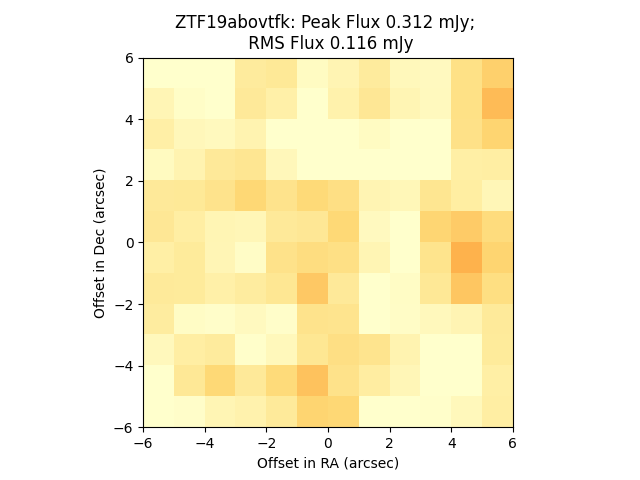 ZTF19abovtfk: Peak Flux 0.312 mJy;
RMS Flux 0.116 mJy
6
4
2
0
−2
−4
−6
Offset in Dec (arcsec)
−6 −4 −2 0 2 4 6
Offset in RA (arcsec)